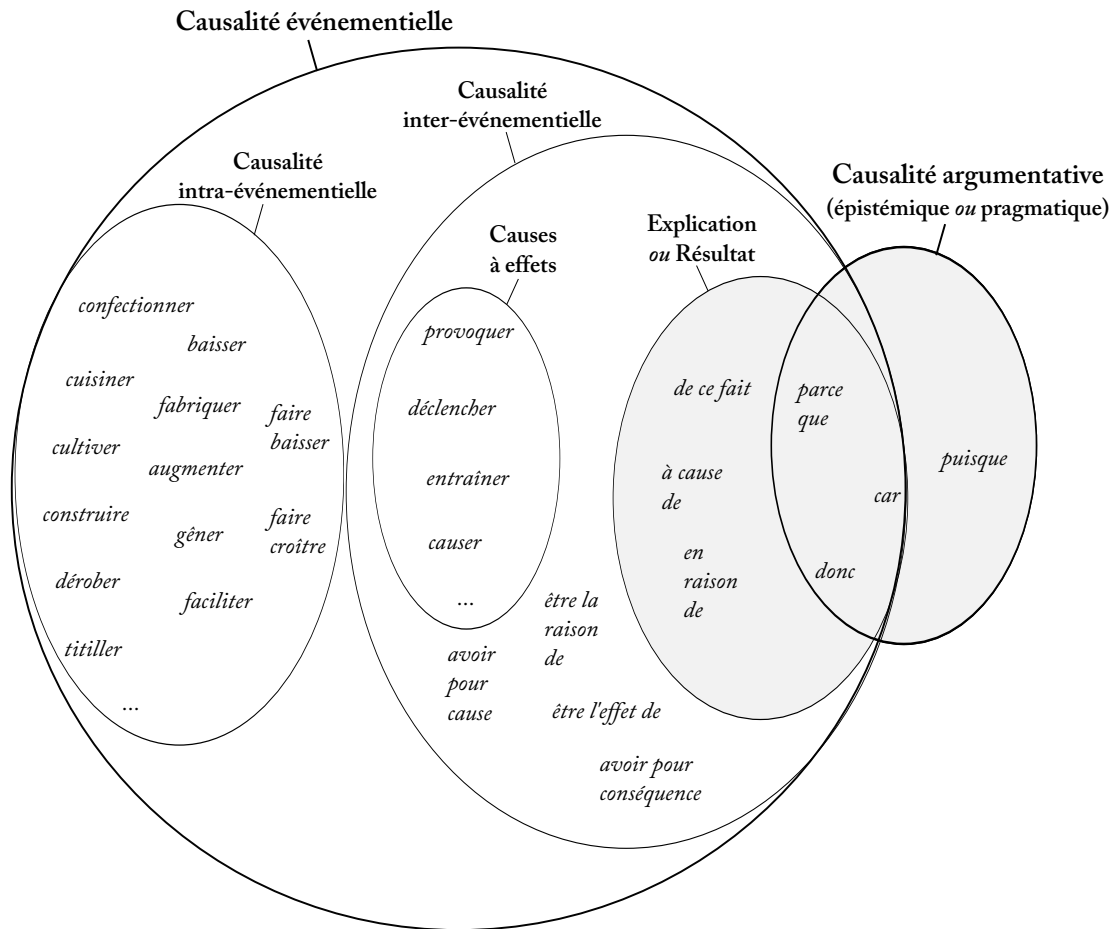 Causalité événementielle
Causalité
inter-événementielle
Causalité
intra-événementielle
Causalité argumentative
(épistémique ou pragmatique)
Causes
à effets
Explication
ou Résultat
confectionner
baisser
cuisiner
fabriquer
faire
baisser
cultiver
augmenter
construire
gêner
faire
croître
dérober
faciliter
titiller
...
provoquer
déclencher
entraîner
causer
...
avoir
pour
cause
être la
raison
de
être l'effet de
avoir pour
conséquence
de ce fait
à cause
de
en
raison
de
parce
que
car
donc
puisque